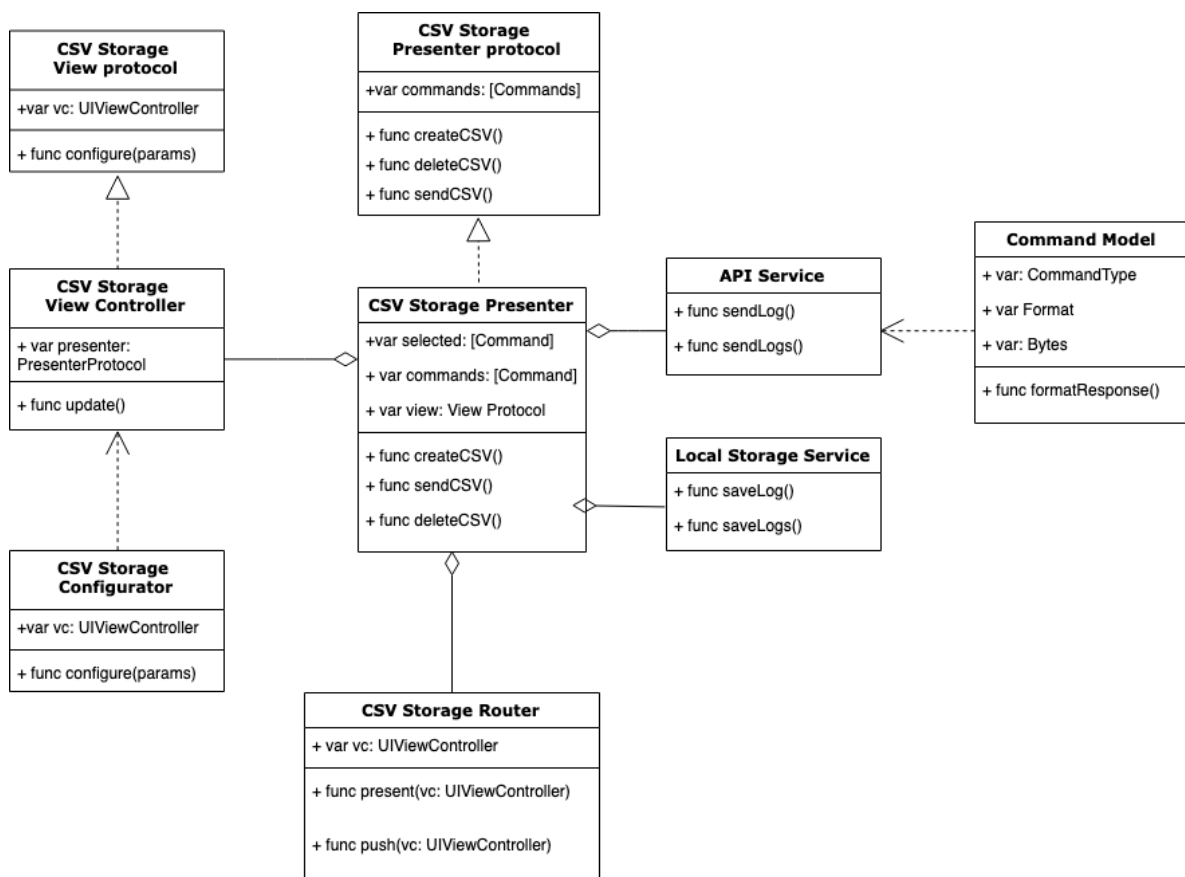 CSV Storage
View protocol
+var vc: UIViewController
+ func configure(params)
CSV Storage
Presenter protocol
+var commands: [Commands]
+ func createCSV()
+ func deleteCSV()
+ func sendCSV()
CSV Storage
View Controller
+ var presenter:
PresenterProtocol
+ func update()
CSV Storage Presenter
+var selected: [Command]
+ var commands: [Command]
+ var view: View Protocol
+ func createCSV()
+ func sendCSV()
+ func deleteCSV()
API Service
+ func sendLog()
+ func sendLogs()
Command Model
+ var: CommandType
+ var Format
+ var: Bytes
+ func formatResponse()
Local Storage Service
+ func saveLog()
+ func saveLogs()
CSV Storage
Configurator
+var vc: UIViewController
+ func configure(params)
CSV Storage Router
+ var vc: UIViewController
+ func present(vc: UIViewController)
+ func push(vc: UIViewController)